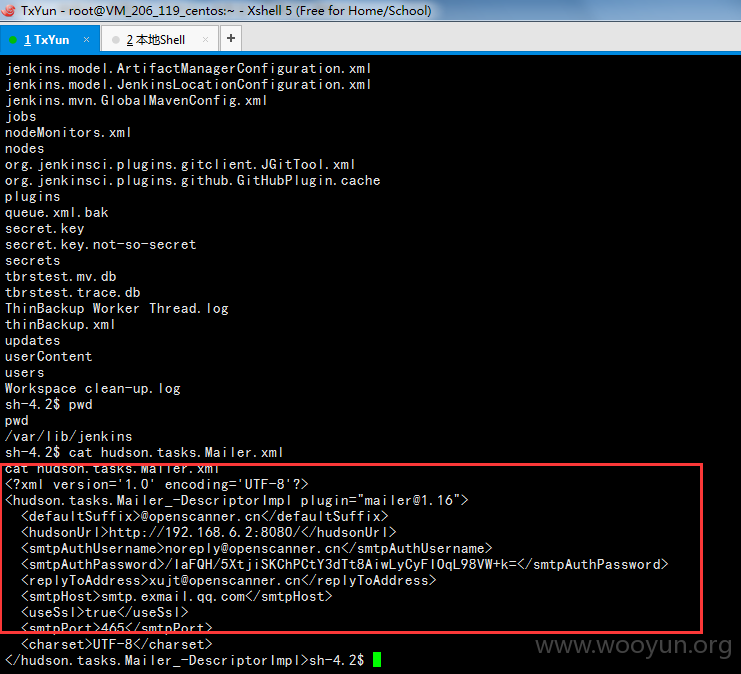 TxYun - root@VM_206_119_centos:~ - Xshell 5 (Free for Home/School)
1 TxYun × 2 本地Shell × +
jenkins.model.ArtifactManagerConfiguration.xml
jenkins.model.JenkinsLocationConfiguration.xml
jenkins.mvn.GlobalMavenConfig.xml
jobs
nodeMonitors.xml
nodes
org.jenkinsci.plugins.gitclient.JGitTool.xml
org.jenkinsci.plugins.github.GitHubPlugin.cache
plugins
queue.xml.bak
secret.key
secret.key.not-so-secret
secrets
tbrstest.mv.db
tbrstest.trace.db
ThinBackup Worker Thread.log
thinBackup.xml
updates
userContent
users
Workspace clean-up.log
sh-4.2$ pwd
pwd
/var/lib/jenkins
sh-4.2$ cat hudson.tasks.Mailer.xml
cat hudson.tasks.Mailer.xml
<?xml version='1.0' encoding='UTF-8'?>
<hudson.tasks.Mailer_-DescriptorImpl plugin="mailer@1.16">
<defaultSuffix>@openscanner.cn</defaultSuffix>
<hudsonUrl>http://192.168.6.2:8080/</hudsonUrl>
<smtpAuthUsername>noreply@openscanner.cn</smtpAuthUsername>
<smtpAuthPassword>/laFQH/5XtjiSKChPCtY3dTt8AiwLyCyFlOqL98VW+k=</smtpAuthPassword>
<replyToAddress>xujt@openscanner.cn</replyToAddress>
<smtpHost>smtp.exmail.qq.com</smtpHost>
<useSsl>true</useSsl>
<smtpPort>465</smtpPort>
<charset>UTF-8</charset>
</hudson.tasks.Mailer_-DescriptorImpl>sh-4.2$
www.wooyun.org